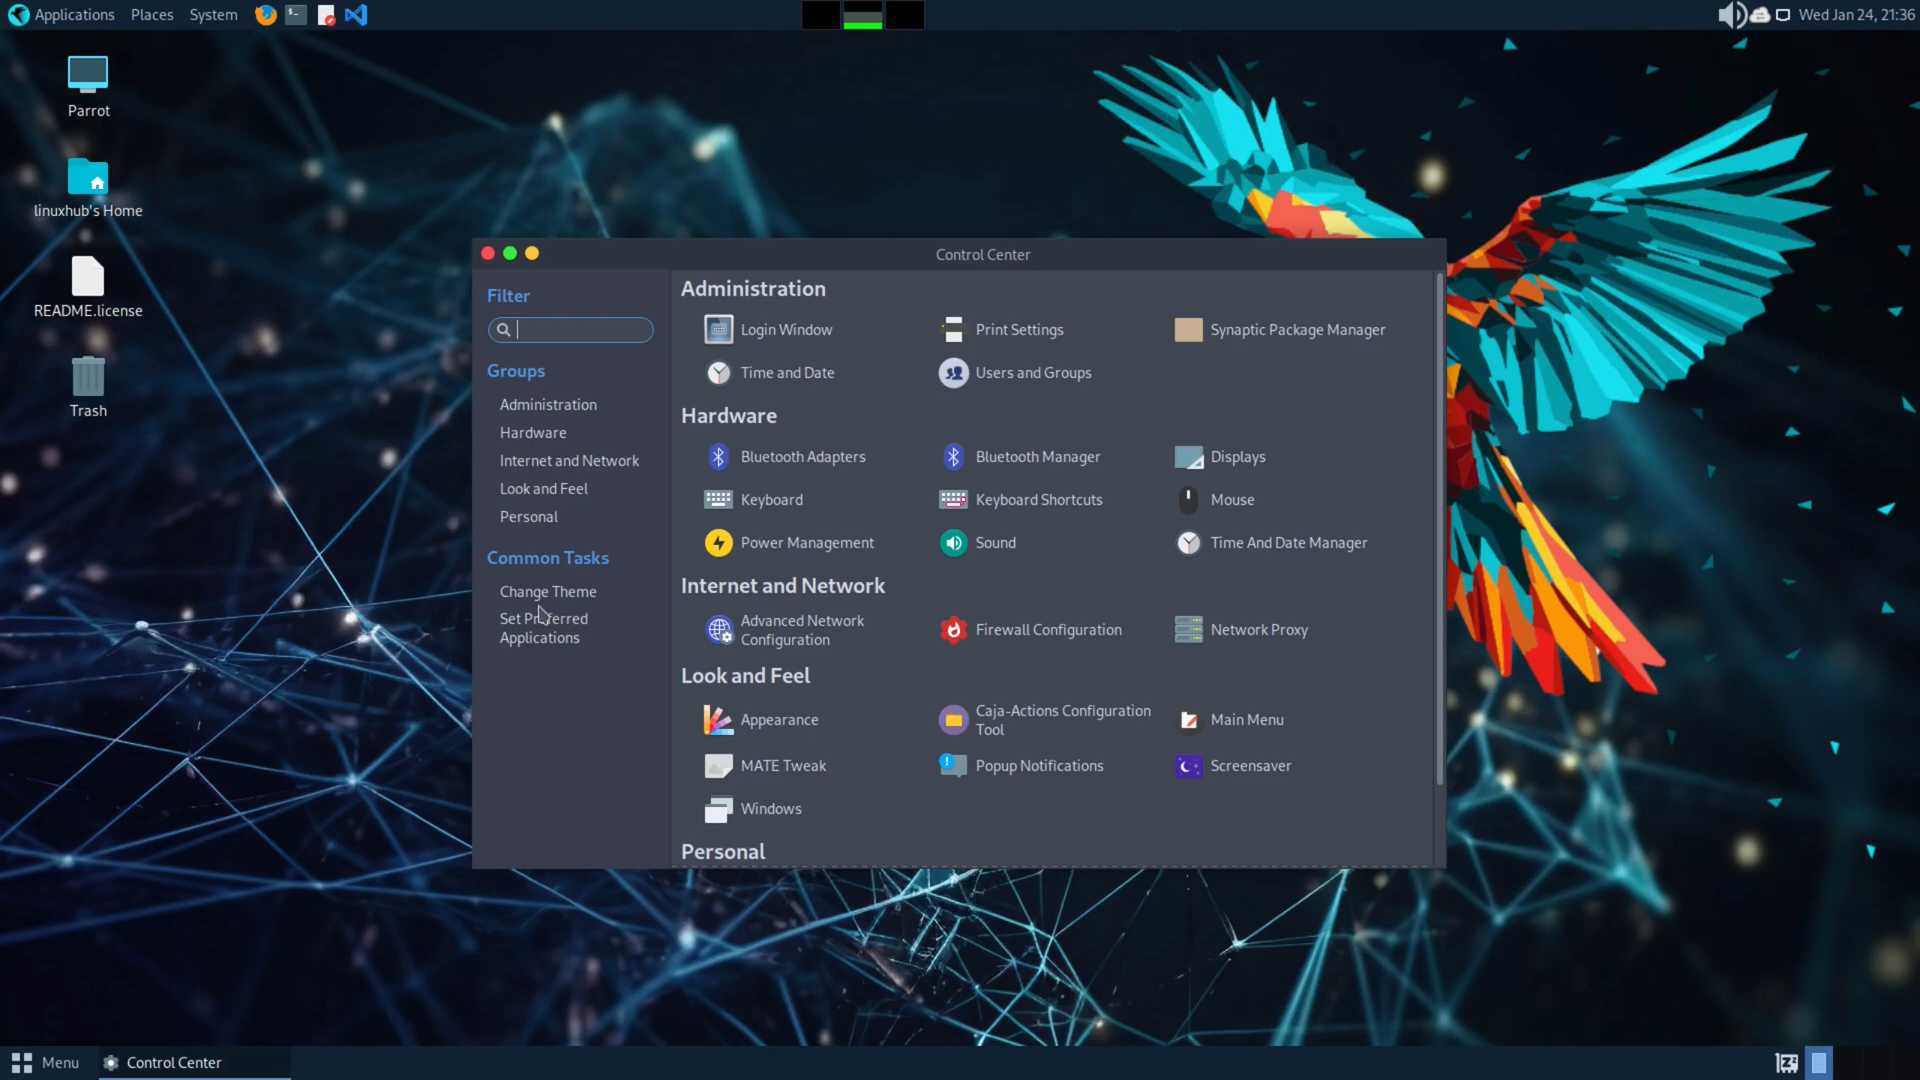 Applications Places System
Wed Jan 24, 21:36
Parrot
linuxhub's Home
README.license
Trash
Control Center
Filter
Groups
Administration
Hardware
Internet and Network
Look and Feel
Personal
Common Tasks
Change Theme
Set Preferred
Applications
Administration
Login Window Print Settings Synaptic Package Manager
Time and Date Users and Groups
Hardware
Bluetooth Adapters Bluetooth Manager Displays
Keyboard Keyboard Shortcuts Mouse
Power Management Sound Time And Date Manager
Internet and Network
Advanced Network
Configuration
Firewall Configuration Network Proxy
Look and Feel
Appearance
Caja-Actions Configuration
Tool
Main Menu
MATE Tweak Popup Notifications Screensaver
Windows
Personal
Menu Control Center